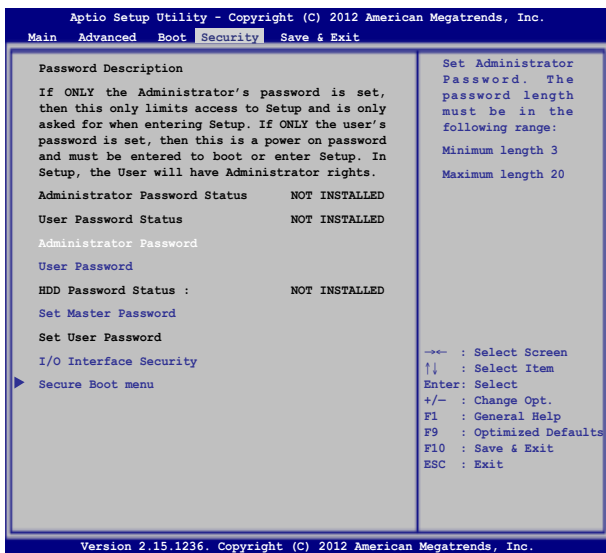 Aptio Setup Utility - Copyright (C) 2012 American Megatrends, Inc.
Main Advanced Boot Security Save & Exit
Password Description
If ONLY the Administrator's password is set,
then this only limits access to Setup and is only
asked for when entering Setup. If ONLY the user's
password is set, then this is a power on password
and must be entered to boot or enter Setup. In
Setup, the User will have Administrator rights.
Administrator Password Status NOT INSTALLED
User Password Status NOT INSTALLED
Administrator Password
User Password
HDD Password Status : NOT INSTALLED
Set Master Password
Set User Password
I/O Interface Security
Secure Boot menu
Set Administrator
Password. The
password length
must be in the
following range:
Minimum length 3
Maximum length 20
→← : Select Screen
↑↓ : Select Item
Enter: Select
+/— : Change Opt.
F1 : General Help
F9 : Optimized Defaults
F10 : Save & Exit
ESC : Exit
Version 2.15.1236. Copyright (C) 2012 American Megatrends, Inc.